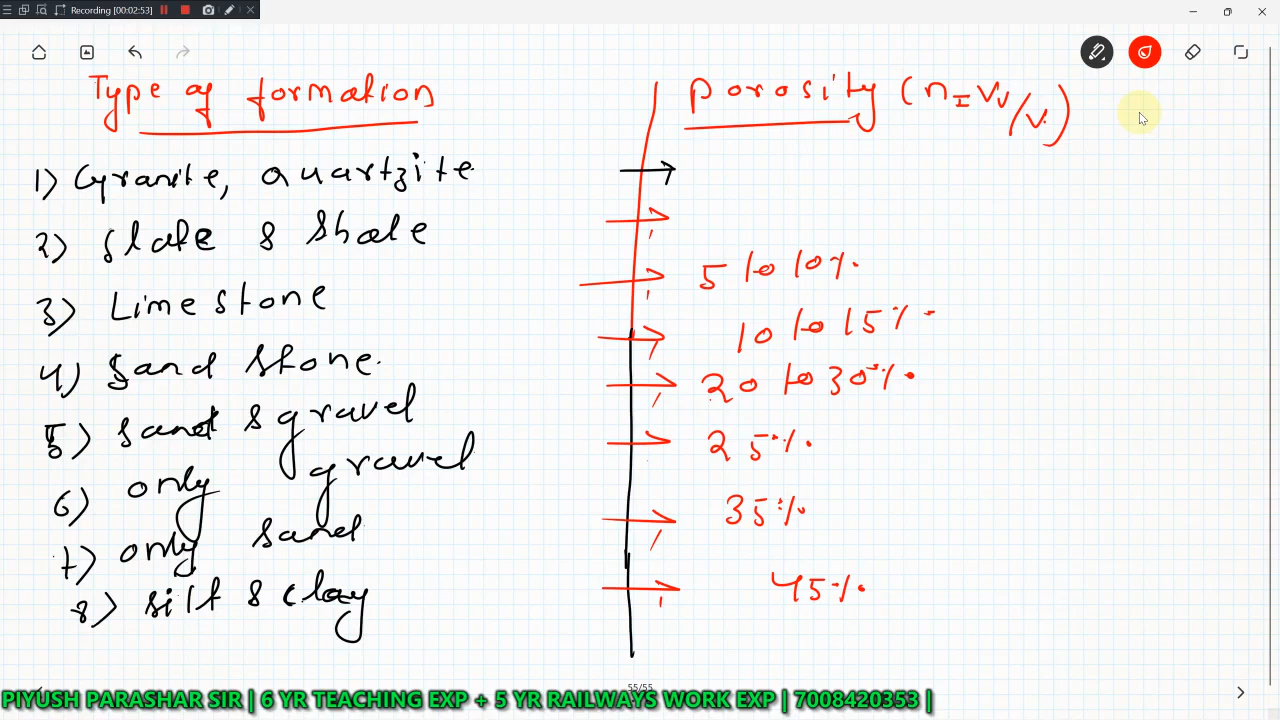 Recording [00:02:53]
Type of formation
Porosity (n = Vv/V)
1) Granite, quartzite
2) Slate & Shale
3) Limestone
5 to 10%
4) Sand Stone.
10 to 15%
5) sand & gravel
20 to 30%
6) only gravel
25%
7) only sand
35%
8) silt & clay
45%
55/55
PIYUSH PARASHAR SIR | 6 YR TEACHING EXP + 5 YR RAILWAYS WORK EXP | 7008420353 |